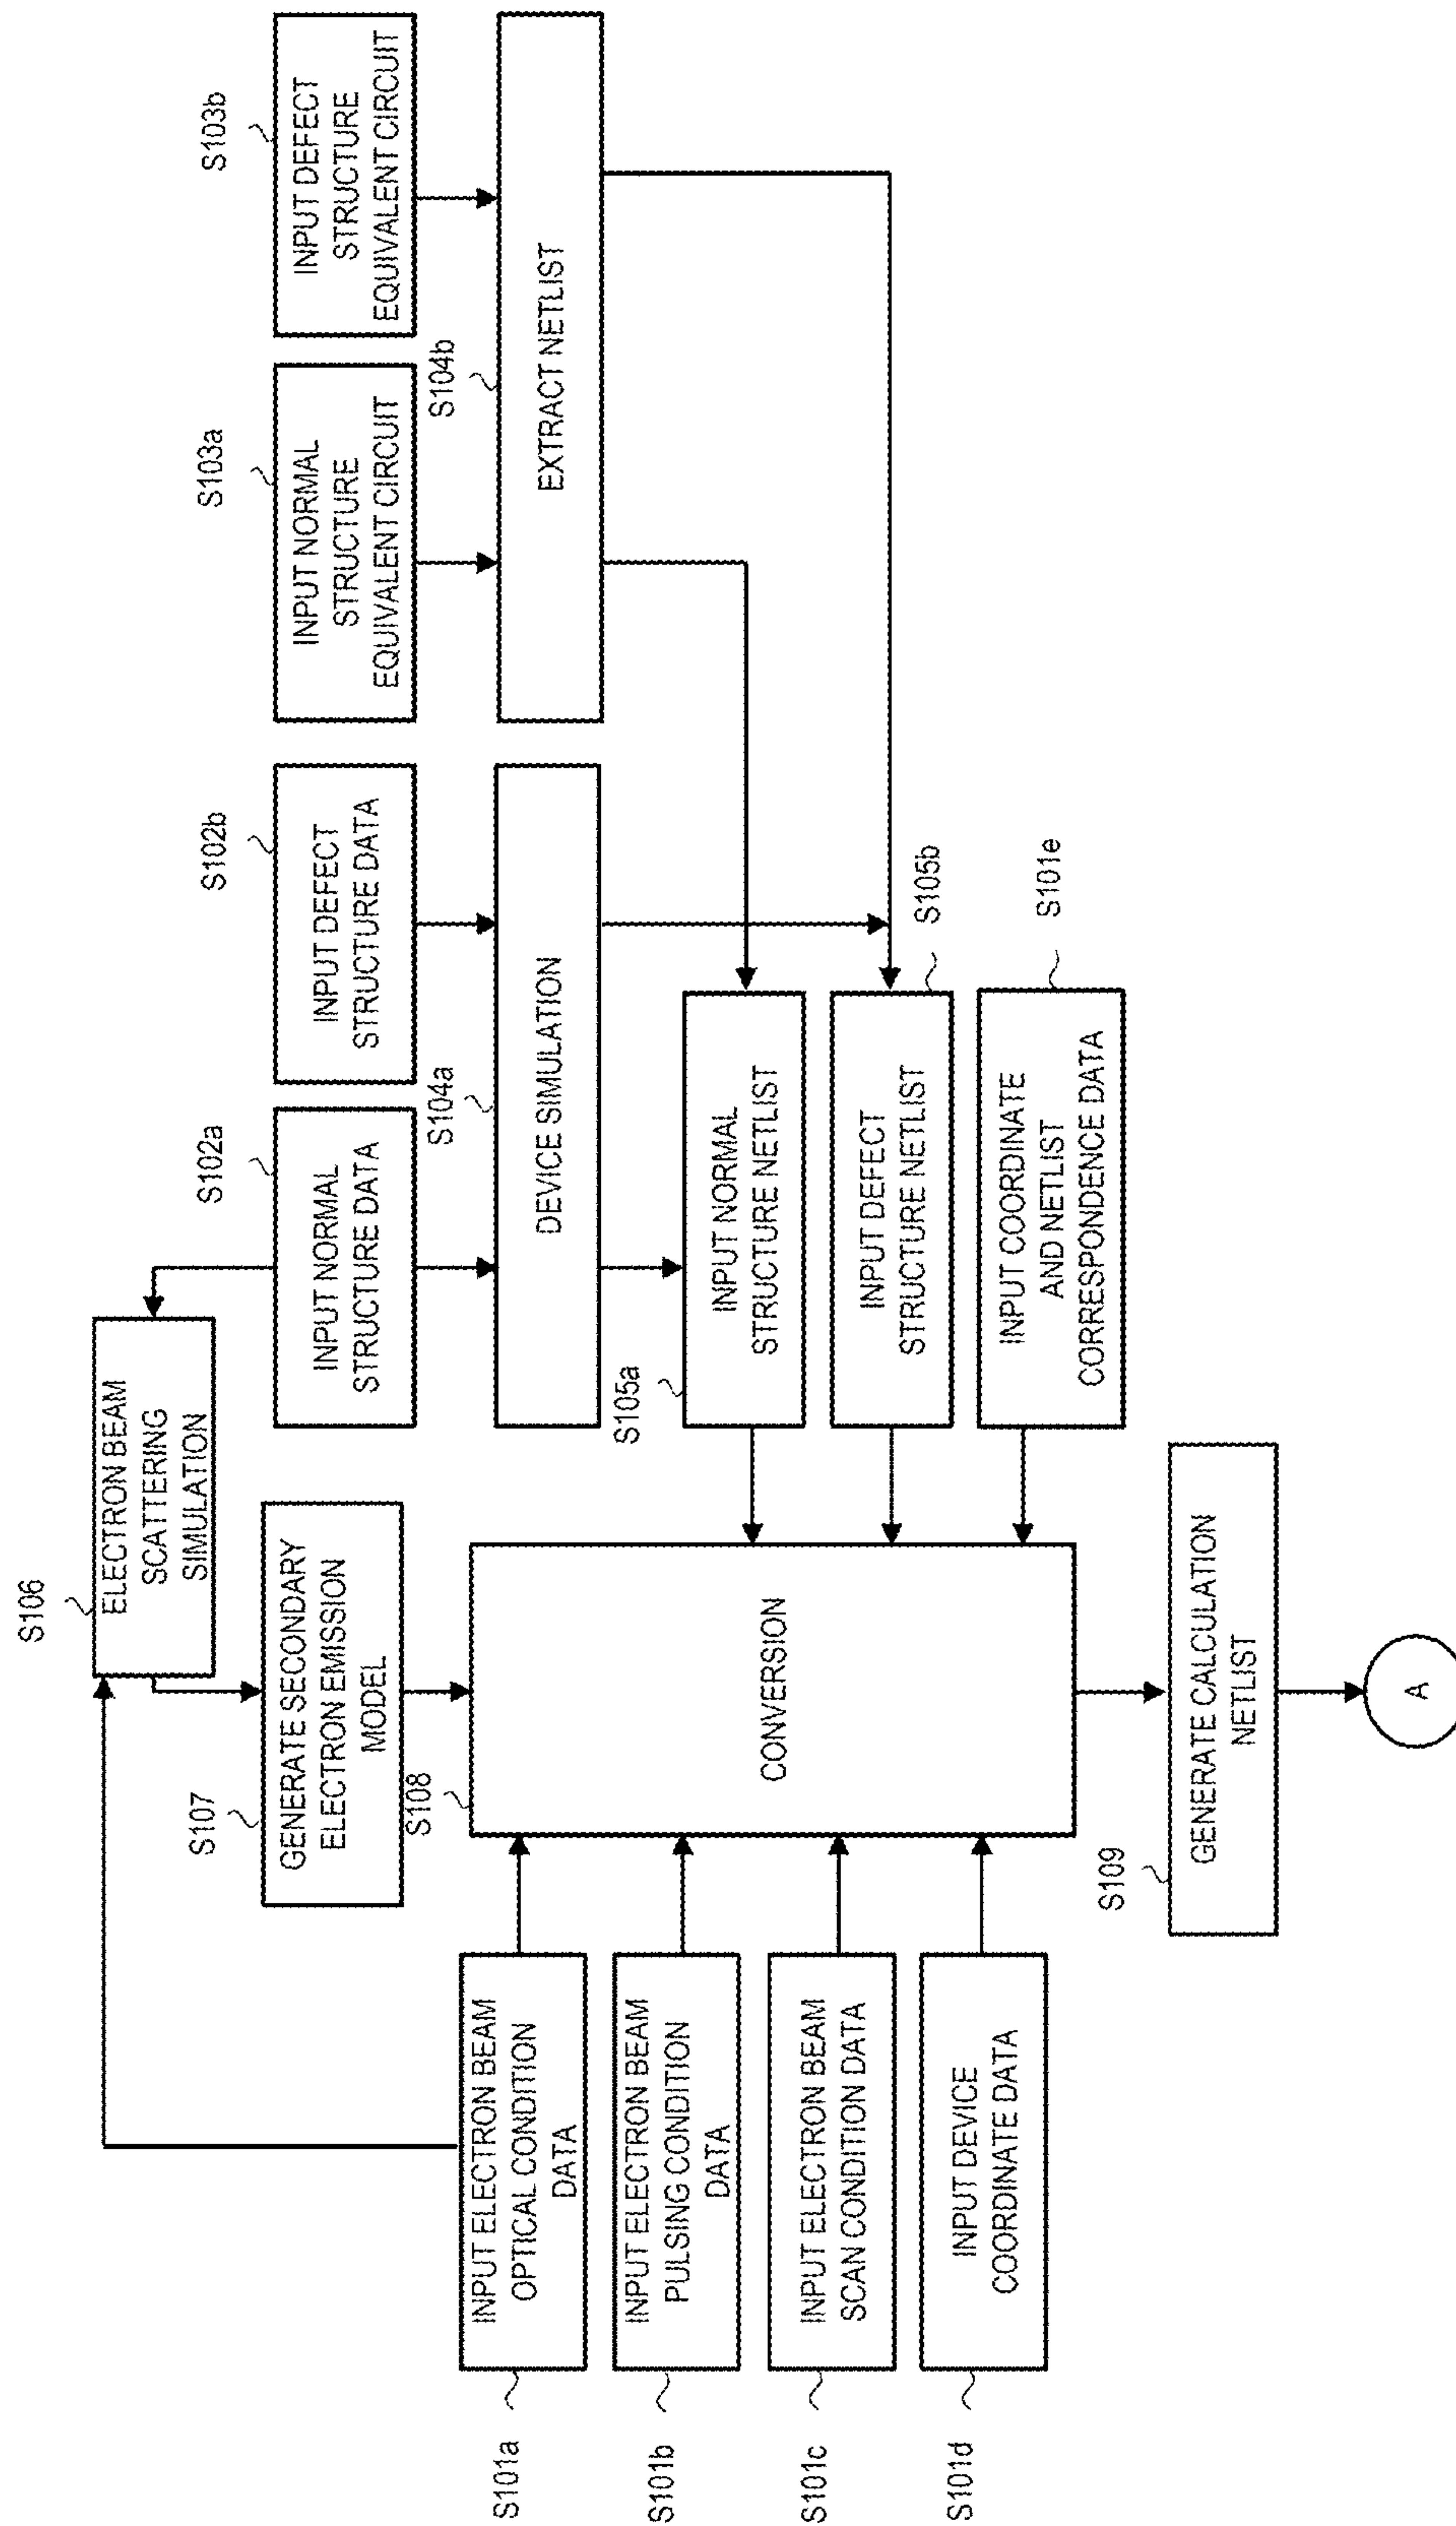 S106
ELECTRON BEAM
SCATTERING
SIMULATION
S107
GENERATE SECONDARY
ELECTRON EMISSION
MODEL
S102a
INPUT NORMAL
STRUCTURE DATA
S102b
INPUT DEFECT
STRUCTURE DATA
S103a
INPUT NORMAL
STRUCTURE
EQUIVALENT CIRCUIT
S103b
INPUT DEFECT
STRUCTURE
EQUIVALENT CIRCUIT
S104a
DEVICE SIMULATION
S104b
EXTRACT NETLIST
S101a
INPUT ELECTRON BEAM
OPTICAL CONDITION
DATA
S101b
INPUT ELECTRON BEAM
PULSING CONDITION
DATA
S101c
INPUT ELECTRON BEAM
SCAN CONDITION DATA
S101d
INPUT DEVICE
COORDINATE DATA
S108
CONVERSION
S105a
INPUT NORMAL
STRUCTURE NETLIST
S105b
INPUT DEFECT
STRUCTURE NETLIST
S101e
INPUT COORDINATE
AND NETLIST
CORRESPONDENCE DATA
S109
GENERATE CALCULATION
NETLIST
A